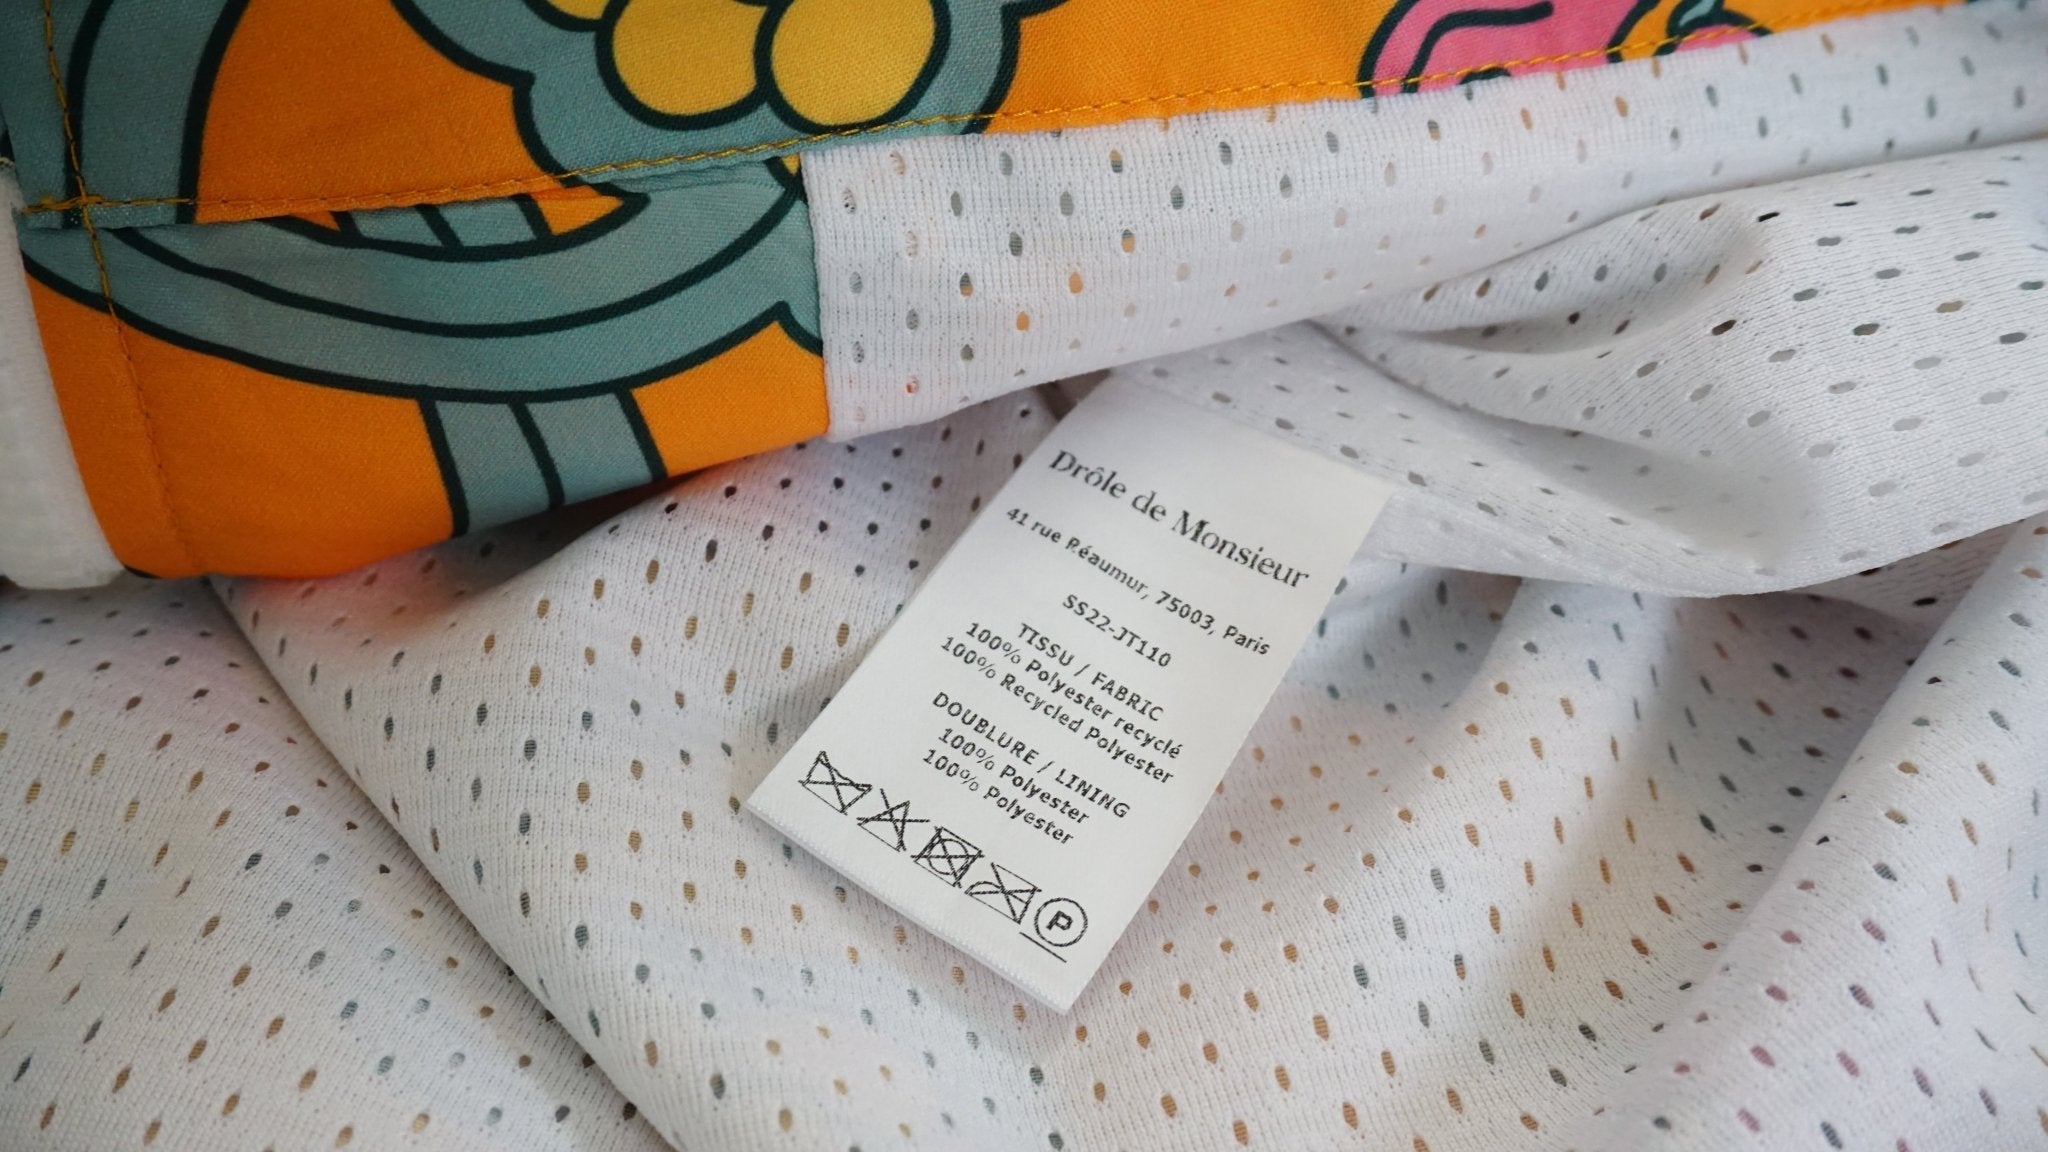 Drôle de Monsieur
41 rue Réaumur, 75003, Paris
SS22-JT110
TISSU / FABRIC
100% Polyester recyclé
100% Recycled Polyester
DOUBLURE / LINING
100% Polyester
100% Polyester
P